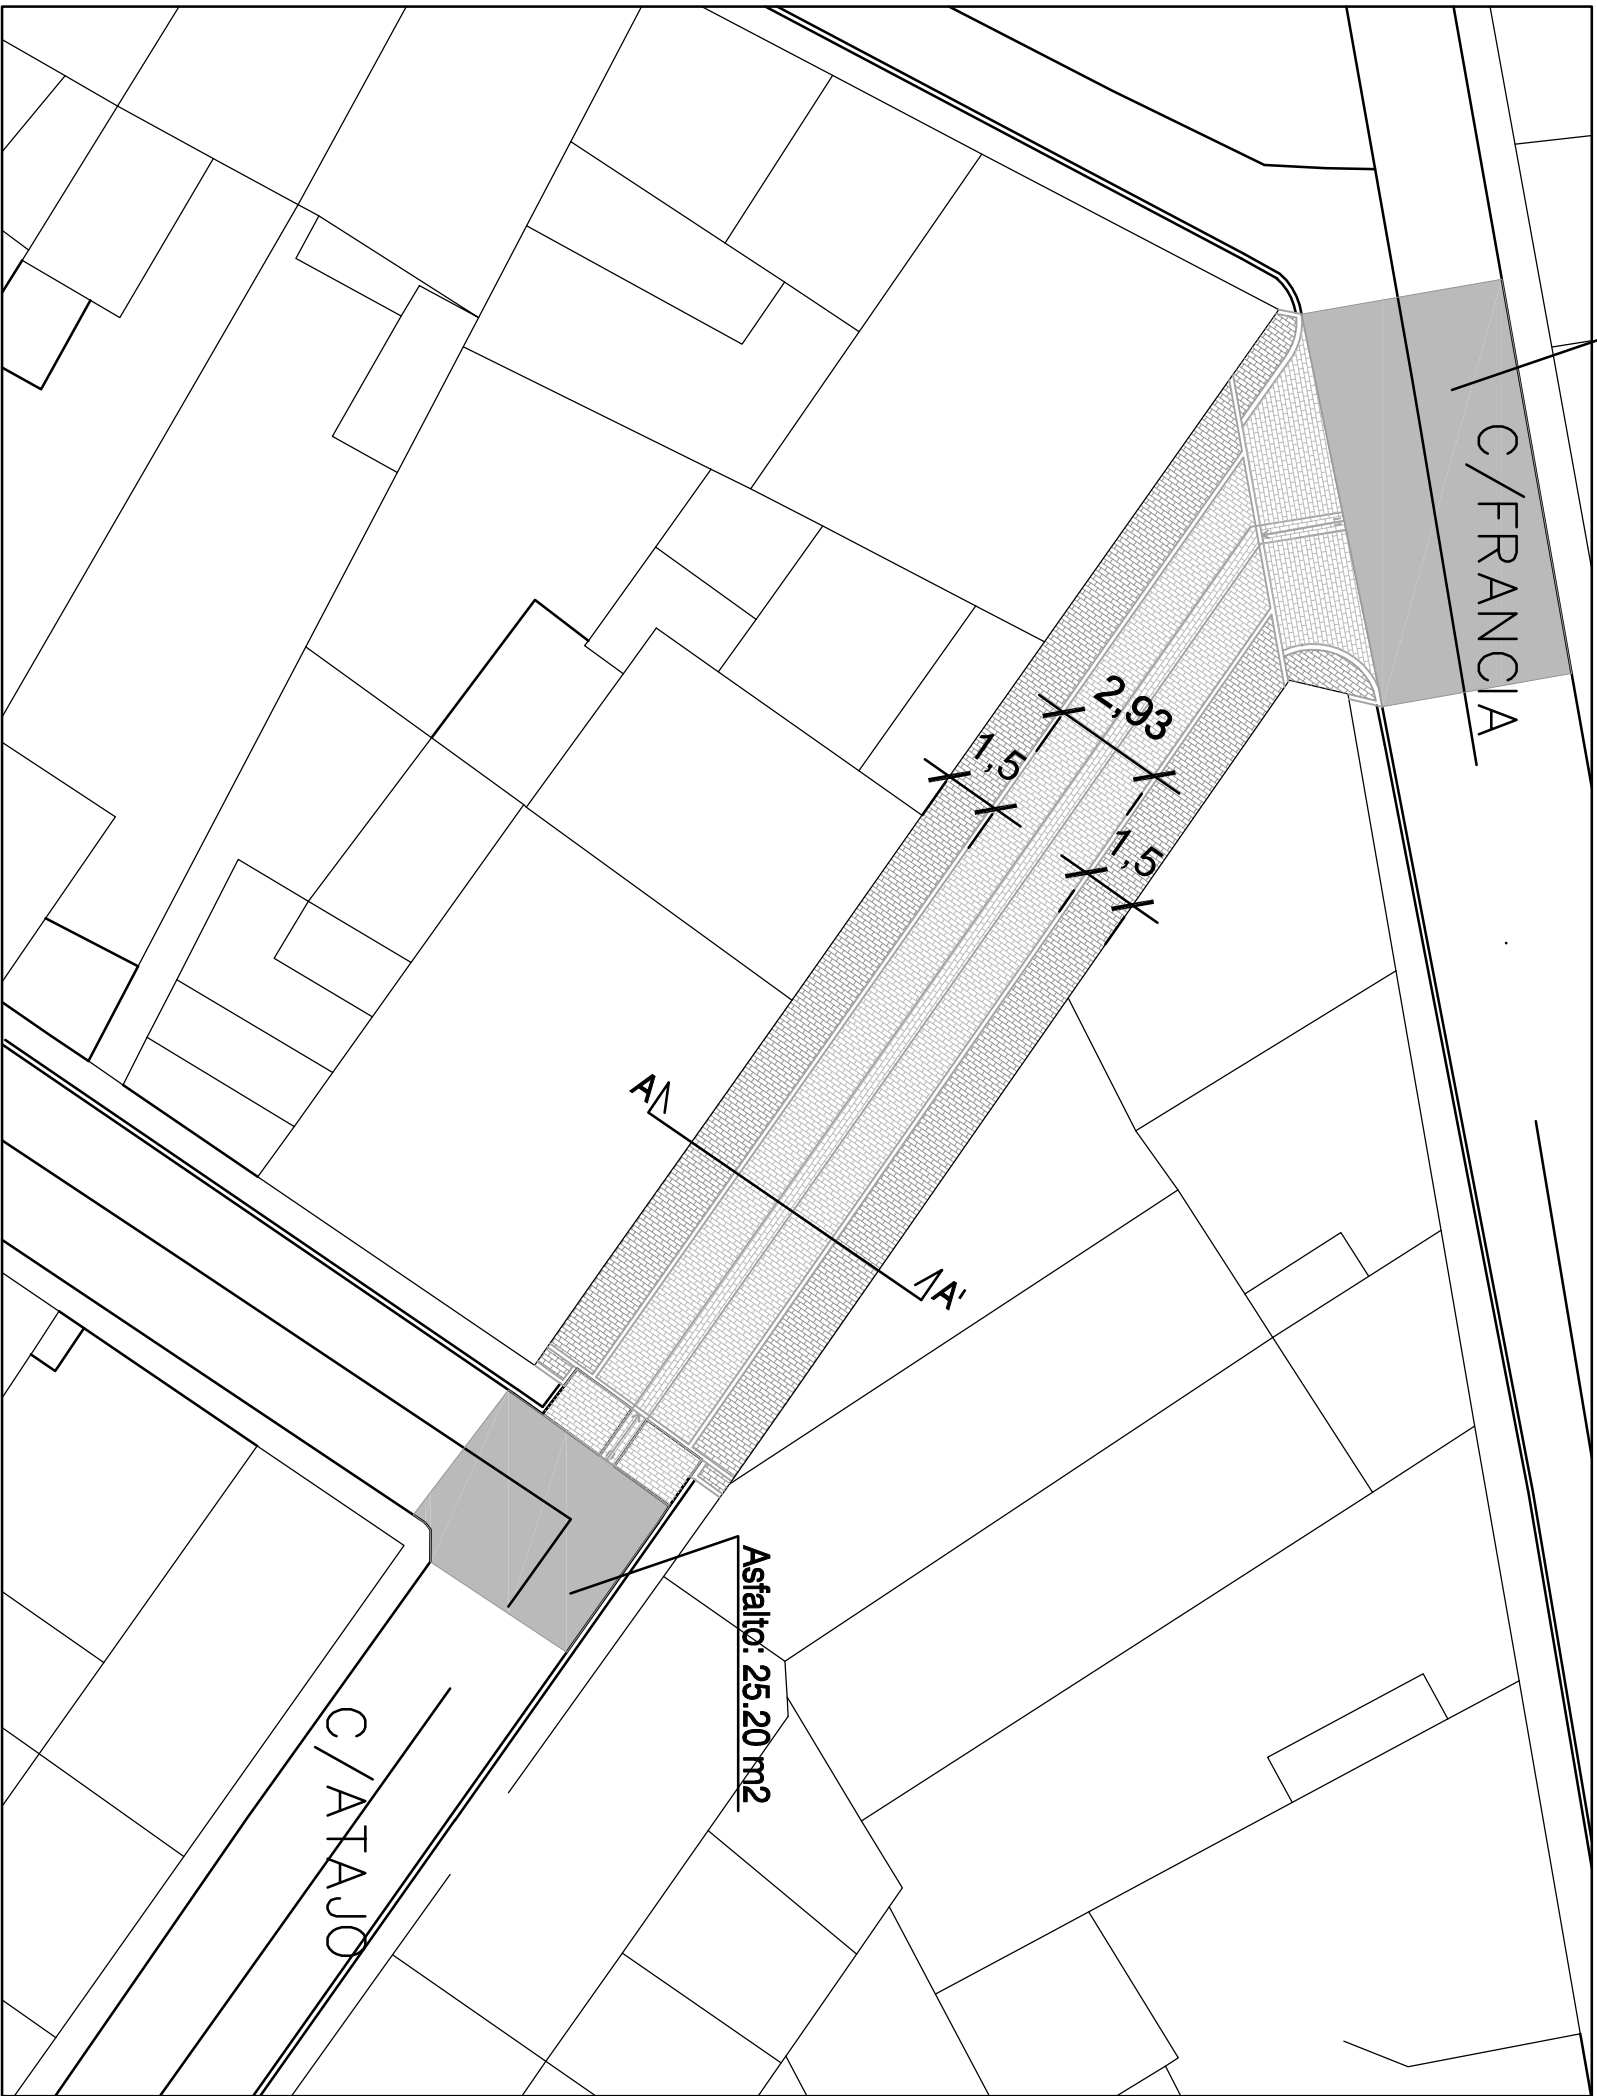 C/FRANCIA
2,93
1,5
1,5
A
A'
Asfalto: 25.20 m2
C/ATAJO